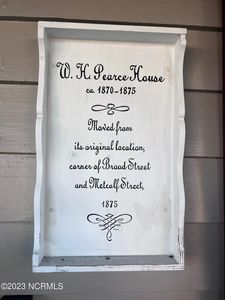 W. H. Pearce House
ca. 1870-1875
Moved from
its original location,
corner of Broad Street
and Metcalf Street,
1875
©2023 NCRMLS